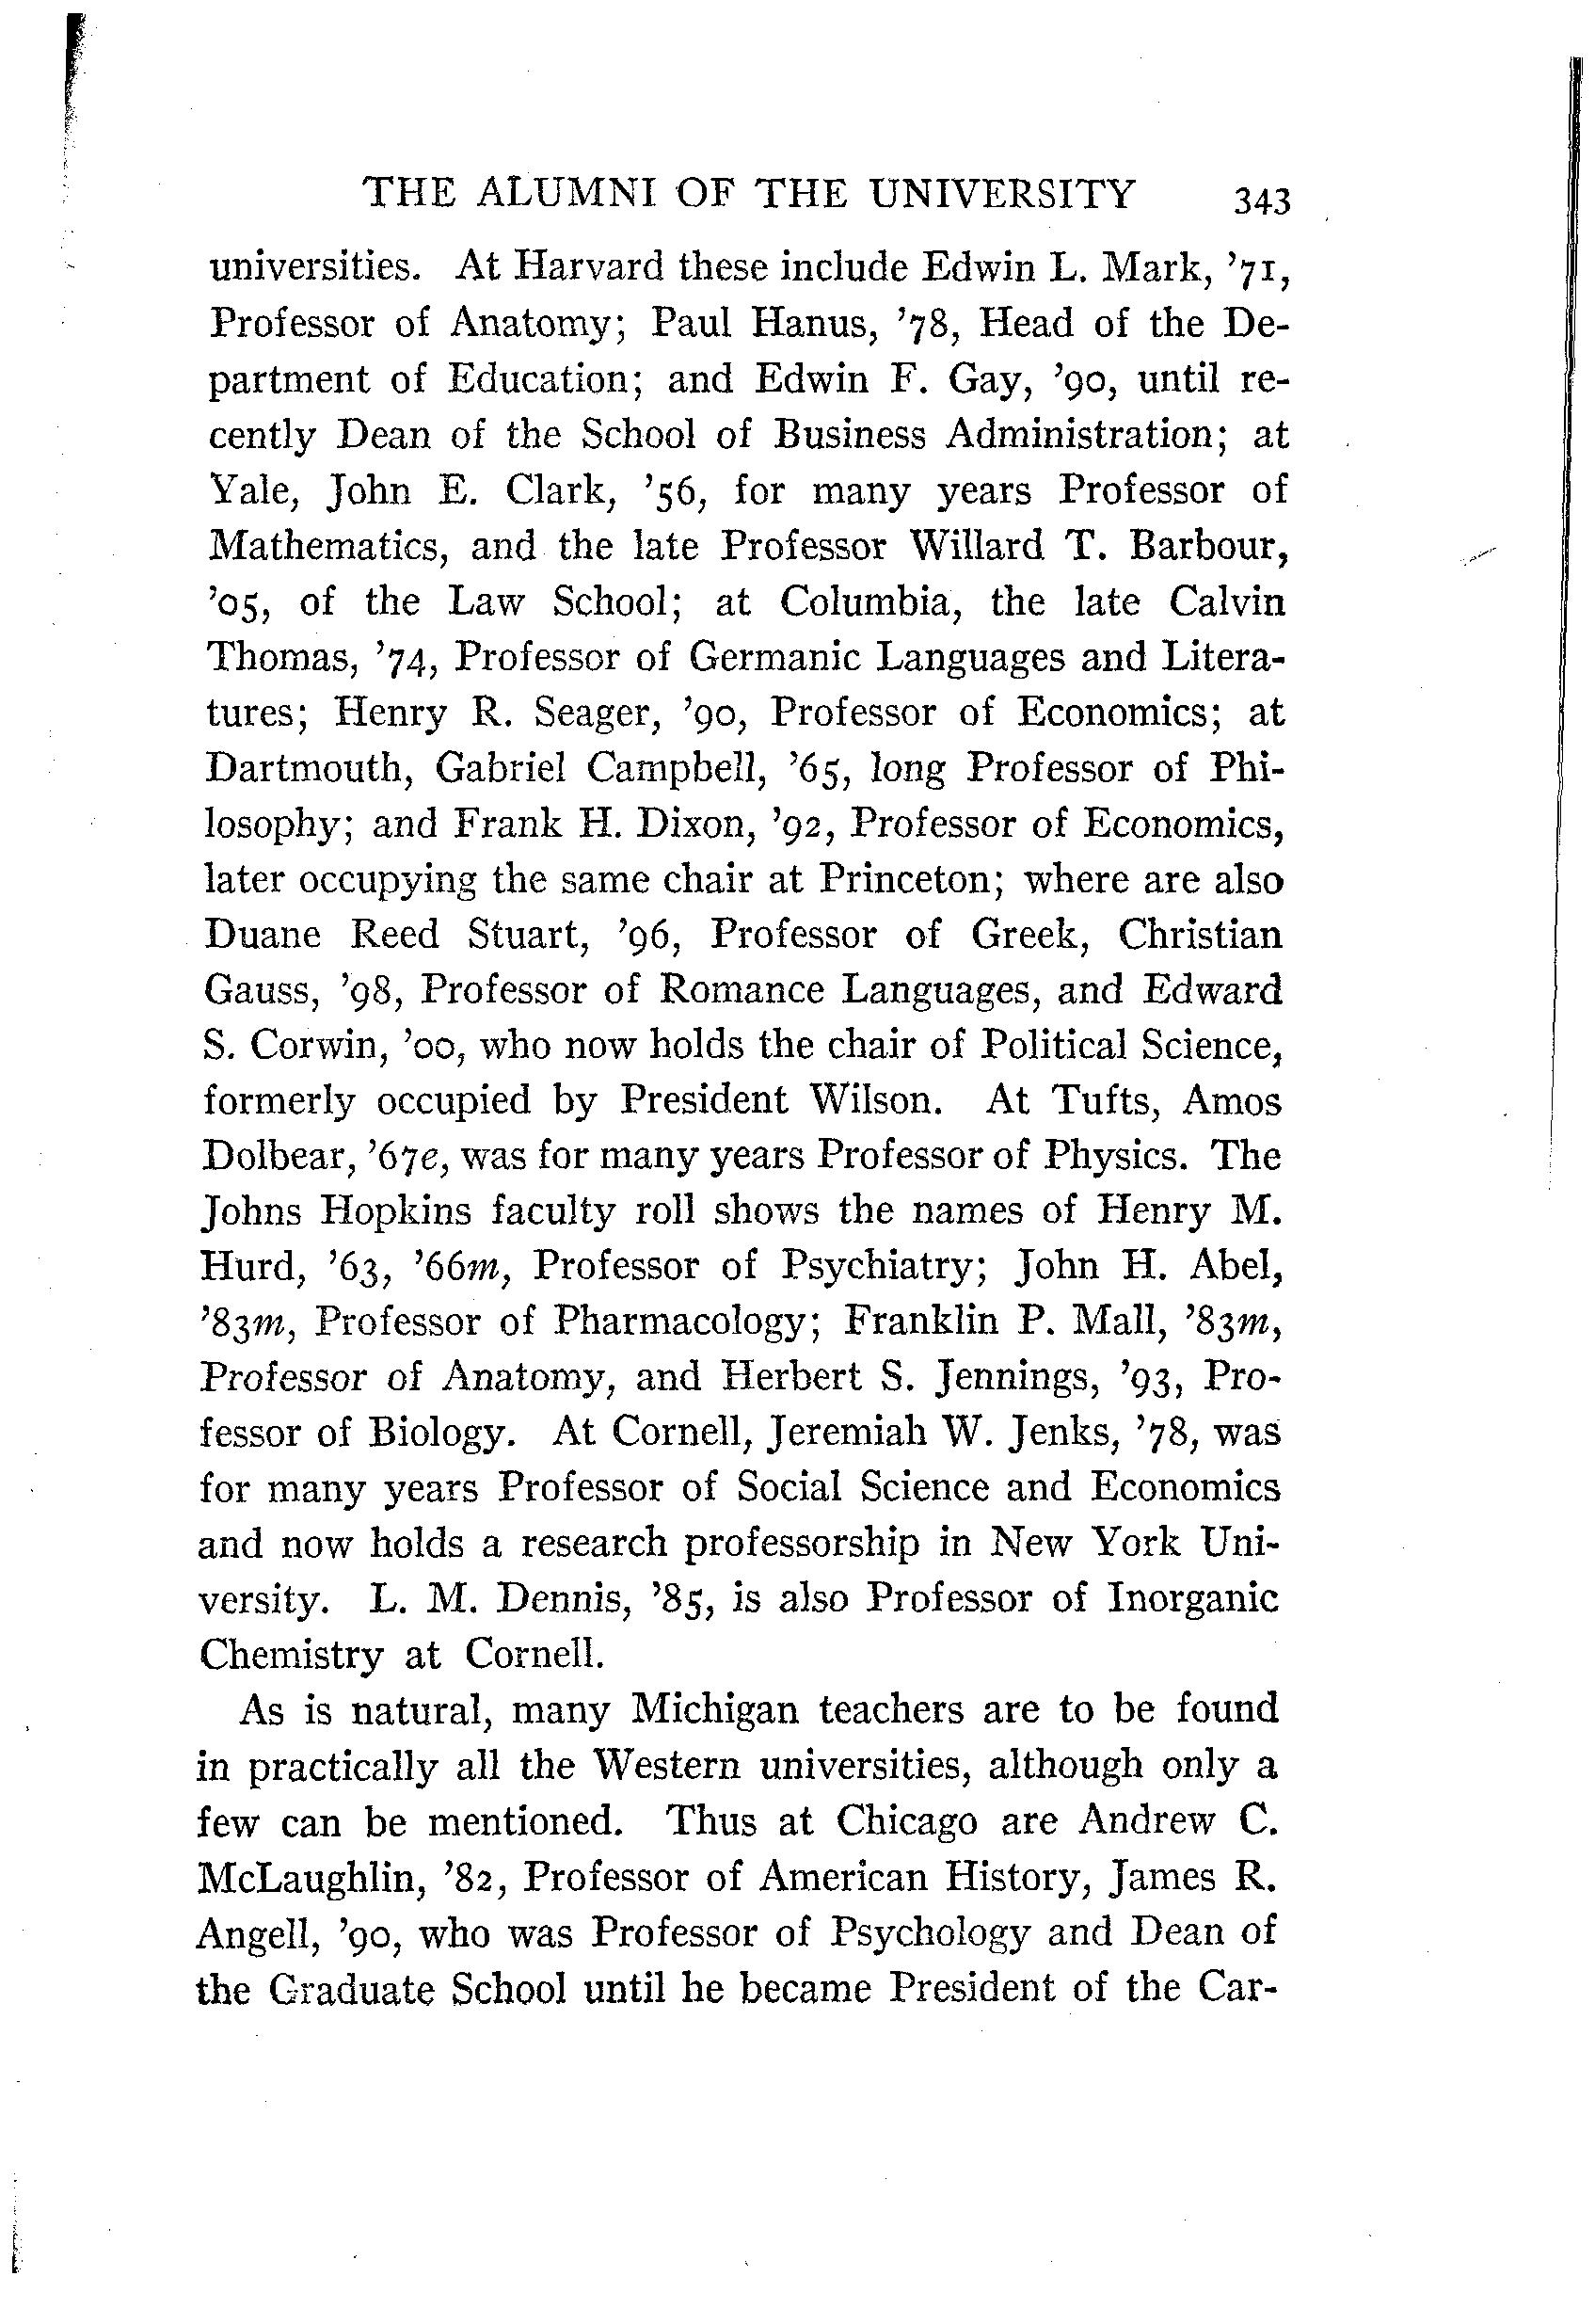 THE ALUMNI OF THE UNIVERSITY 343
universities. At Harvard these include Edwin L. Mark, '71,
Professor of Anatomy; Paul Hanus, '78, Head of the De-
partment of Education; and Edwin F. Gay, '90, until re-
cently Dean of the School of Business Administration; at
Yale, John E. Clark, '56, for many years Professor of
Mathematics, and the late Professor Willard T. Barbour,
'05, of the Law School; at Columbia, the late Calvin
Thomas, '74, Professor of Germanic Languages and Litera-
tures; Henry R. Seager, '90, Professor of Economics; at
Dartmouth, Gabriel Campbell, '65, long Professor of Phi-
losophy; and Frank H. Dixon, '92, Professor of Economics,
later occupying the same chair at Princeton; where are also
Duane Reed Stuart, '96, Professor of Greek, Christian
Gauss, '98, Professor of Romance Languages, and Edward
S. Corwin, '00, who now holds the chair of Political Science,
formerly occupied by President Wilson. At Tufts, Amos
Dolbear, '67e, was for many years Professor of Physics. The
Johns Hopkins faculty roll shows the names of Henry M.
Hurd, '63, '66m, Professor of Psychiatry; John H. Abel,
'83m, Professor of Pharmacology; Franklin P. Mall, '83m,
Professor of Anatomy, and Herbert S. Jennings, '93, Pro-
fessor of Biology. At Cornell, Jeremiah W. Jenks, '78, was
for many years Professor of Social Science and Economics
and now holds a research professorship in New York Uni-
versity. L. M. Dennis, '85, is also Professor of Inorganic
Chemistry at Cornell.
As is natural, many Michigan teachers are to be found
in practically all the Western universities, although only a
few can be mentioned. Thus at Chicago are Andrew C.
McLaughlin, '82, Professor of American History, James R.
Angell, '90, who was Professor of Psychology and Dean of
the Graduate School until he became President of the Car-